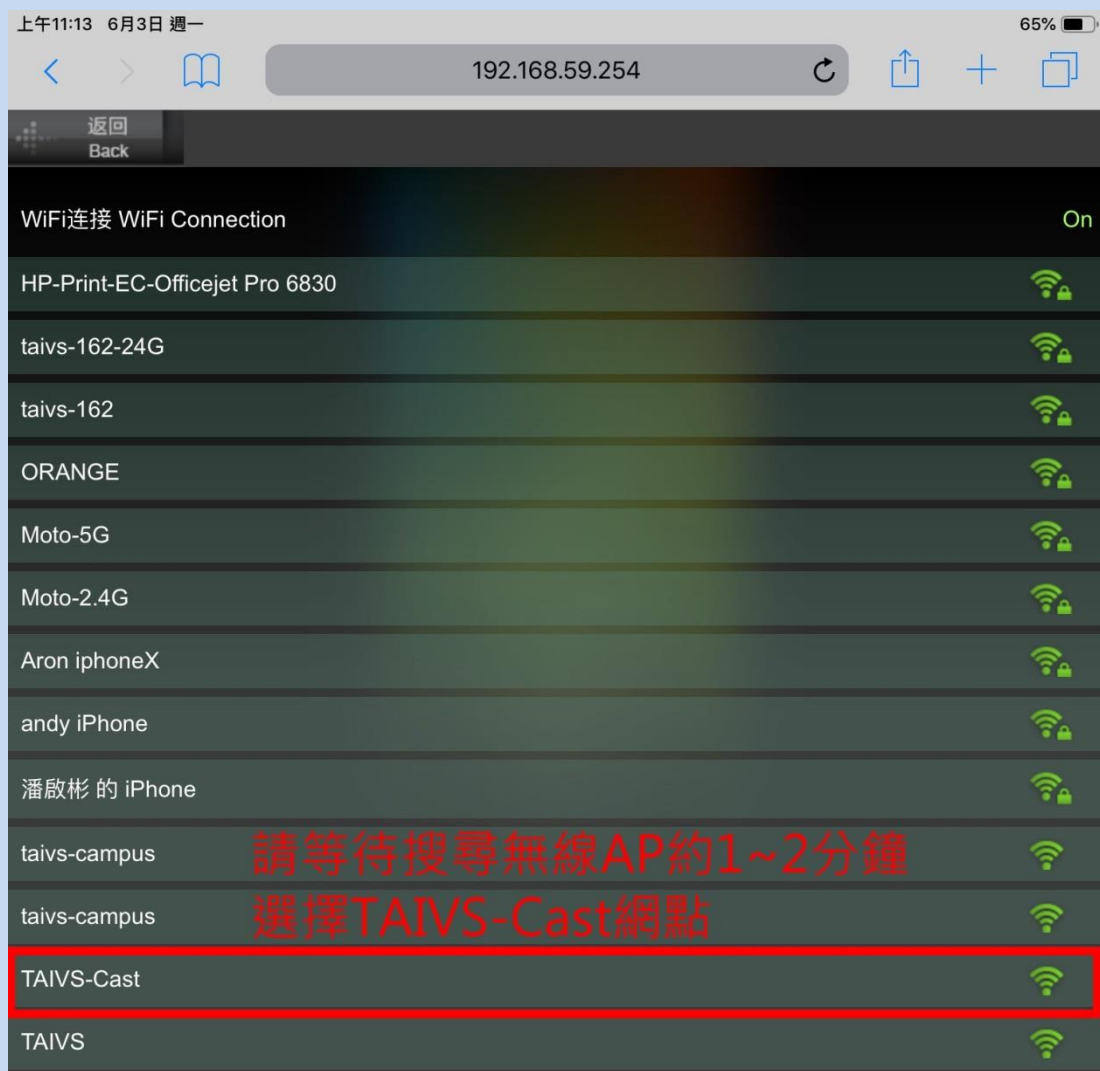 上午11:13 6月3日 週一 65%
192.168.59.254
返回
Back
WiFi连接 WiFi Connection On
HP-Print-EC-Officejet Pro 6830
taivs-162-24G
taivs-162
ORANGE
Moto-5G
Moto-2.4G
Aron iphoneX
andy iPhone
潘啟彬 的 iPhone
taivs-campus 請等待搜尋無線AP約1~2分鐘
taivs-campus 選擇TAIVS-Cast網點
TAIVS-Cast
TAIVS